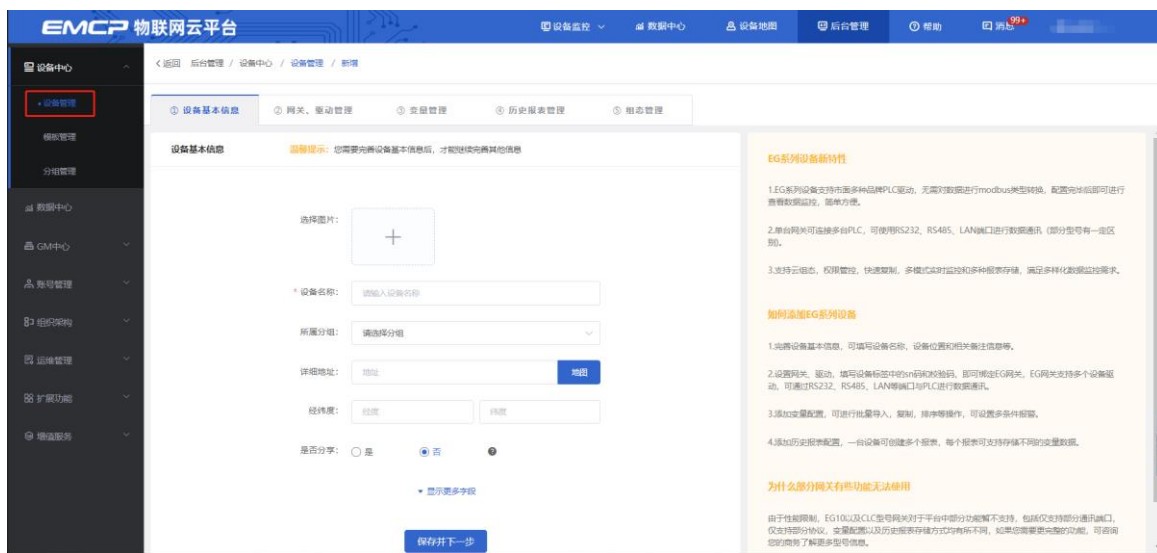 EMCP 物联网云平台
设备监控
数据中心
设备地图
后台管理
帮助
消息
99+
设备中心
设备管理
模板管理
分组管理
数据中心
GM中心
账号管理
组织架构
运维管理
扩展功能
增值服务
返回 后台管理 / 设备中心 / 设备管理 / 新增
① 设备基本信息
② 网关、驱动管理
③ 变量管理
④ 历史报表管理
⑤ 组态管理
设备基本信息
温馨提示：您需要完善设备基本信息后，才能继续完善其他信息
选择图片：
* 设备名称：
请输入设备名称
所属分组：
请选择分组
详细地址：
地址
地图
经纬度：
经度
纬度
是否分享：
是
否
显示更多字段
保存并下一步
EG系列设备新特性
1.EG系列设备支持市面多种品牌PLC驱动，无需对数据进行modbus类型转换，配置完毕后即可进行
查看数据监控，简单方便。
2.单台网关可连接多台PLC，可使用RS232、RS485、LAN端口进行数据通讯（部分型号有一定区
别)。
3.支持云组态、权限管控，快速复制，多模式实时监控和多种报表存储，满足多样化数据监控需求。
如何添加EG系列设备
1.完善设备基本信息，可填写设备名称、设备位置和相关备注信息等。
2.设置网关、驱动，填写设备标签中的sn码和校验码，即可绑定EG网关，EG网关支持多个设备驱
动，可通过RS232、RS485、LAN等端口与PLC进行数据通讯。
3.添加变量配置，可进行批量导入，复制，排序等操作，可设置多条件报警。
4.添加历史报表配置，一台设备可创建多个报表，每个报表可支持存储不同的变量数据。
为什么部分网关有些功能无法使用
由于性能限制，EG10以及CLC型号网关对于平台中部分功能暂不支持，包括仅支持部分通讯端口，
仅支持部分协议，变量配置以及历史报表存储方式均有所不同，如果您需要更完整的功能，可咨询
您的商务了解更多型号信息。